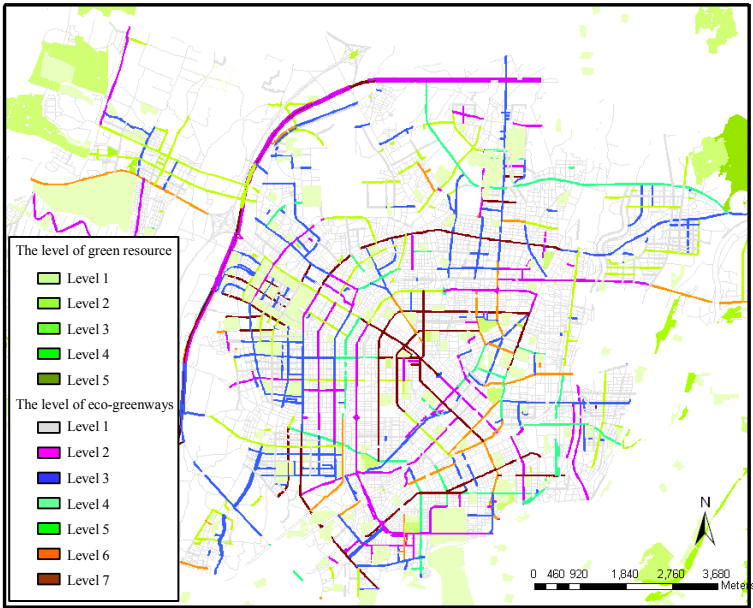 The level of green resource
Level 1
Level 2
Level 3
Level 4
Level 5
The level of eco-greenways
Level 1
Level 2
Level 3
Level 4
Level 5
Level 6
Level 7
N
0 460 920 1,840 2,760 3,680
Meters